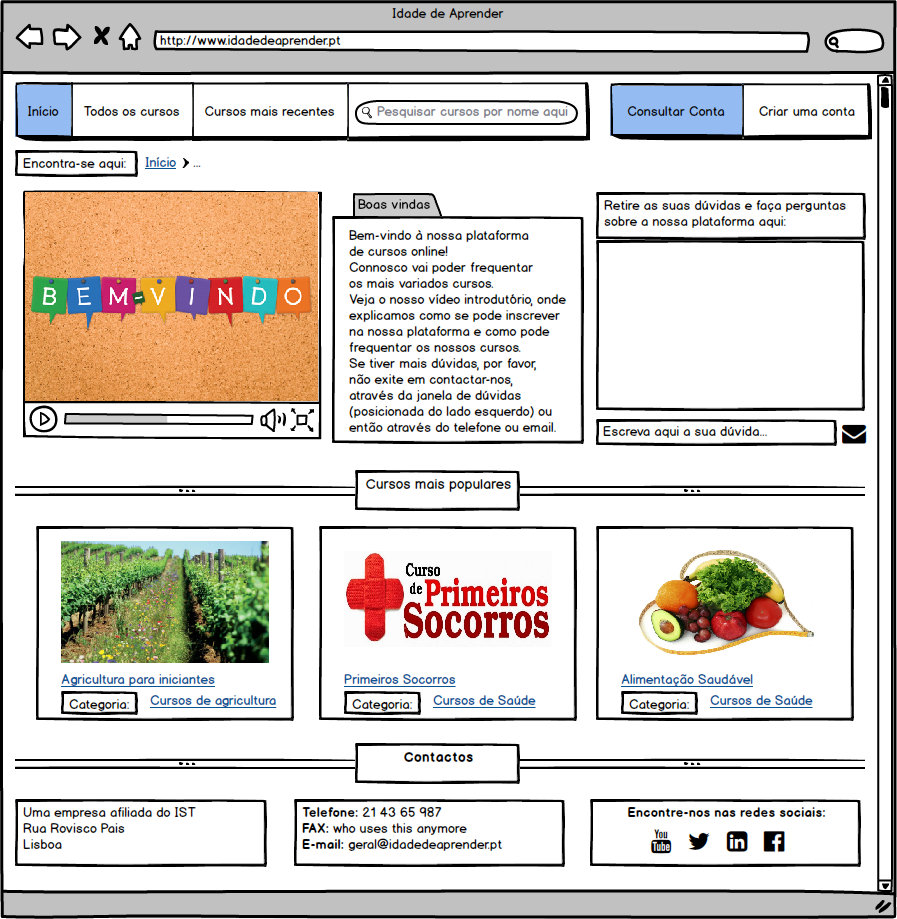 Idade de Aprender
http://www.idadedeaprender.pt
Início
Todos os cursos
Cursos mais recentes
Pesquisar cursos por nome aqui
Consultar Conta
Criar uma conta
Encontra-se aqui:
Início
...
BEM-VINDO
Boas vindas
Bem-vindo à nossa plataforma
de cursos online!
Connosco vai poder frequentar
os mais variados cursos.
Veja o nosso vídeo introdutório, onde
explicamos como se pode inscrever
na nossa plataforma e como pode
frequentar os nossos cursos.
Se tiver mais dúvidas, por favor,
não exite em contactar-nos,
através da janela de dúvidas
(posicionada do lado esquerdo) ou
então através do telefone ou email.
Retire as suas dúvidas e faça perguntas
sobre a nossa plataforma aqui:
Escreva aqui a sua dúvida...
Cursos mais populares
Agricultura para iniciantes
Categoria:
Cursos de agricultura
Curso
de Primeiros
Socorros
Primeiros Socorros
Categoria:
Cursos de Saúde
Alimentação Saudável
Categoria:
Cursos de Saúde
Contactos
Uma empresa afiliada do IST
Rua Rovisco Pais
Lisboa
Telefone: 21 43 65 987
FAX: who uses this anymore
E-mail: geral@idadedeaprender.pt
Encontre-nos nas redes sociais:
You
Tube